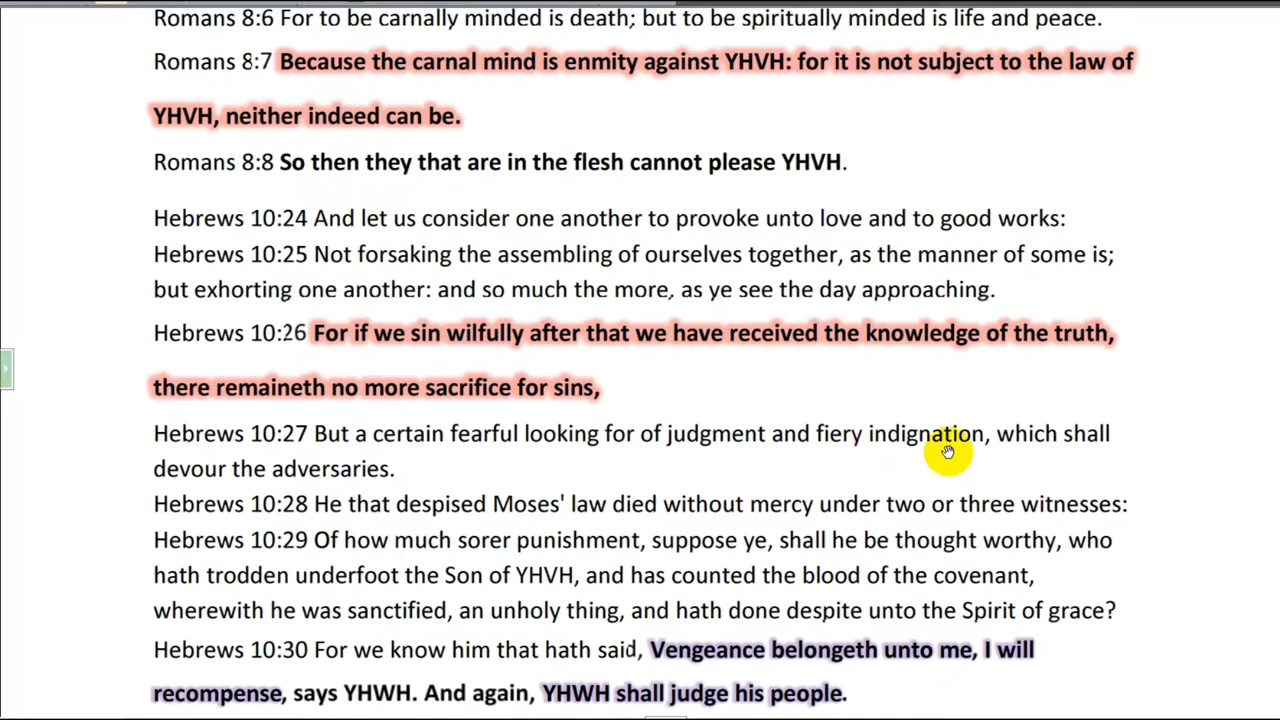 Romans 8:6 For to be carnally minded is death; but to be spiritually minded is life and peace.
Romans 8:7 Because the carnal mind is enmity against YHVH: for it is not subject to the law of
YHVH, neither indeed can be.
Romans 8:8 So then they that are in the flesh cannot please YHVH.
Hebrews 10:24 And let us consider one another to provoke unto love and to good works:
Hebrews 10:25 Not forsaking the assembling of ourselves together, as the manner of some is;
but exhorting one another: and so much the more, as ye see the day approaching.
Hebrews 10:26 For if we sin wilfully after that we have received the knowledge of the truth,
there remaineth no more sacrifice for sins,
Hebrews 10:27 But a certain fearful looking for of judgment and fiery indignation, which shall
devour the adversaries.
Hebrews 10:28 He that despised Moses' law died without mercy under two or three witnesses:
Hebrews 10:29 Of how much sorer punishment, suppose ye, shall he be thought worthy, who
hath trodden underfoot the Son of YHVH, and has counted the blood of the covenant,
wherewith he was sanctified, an unholy thing, and hath done despite unto the Spirit of grace?
Hebrews 10:30 For we know him that hath said, Vengeance belongeth unto me, I will
recompense, says YHWH. And again, YHWH shall judge his people.